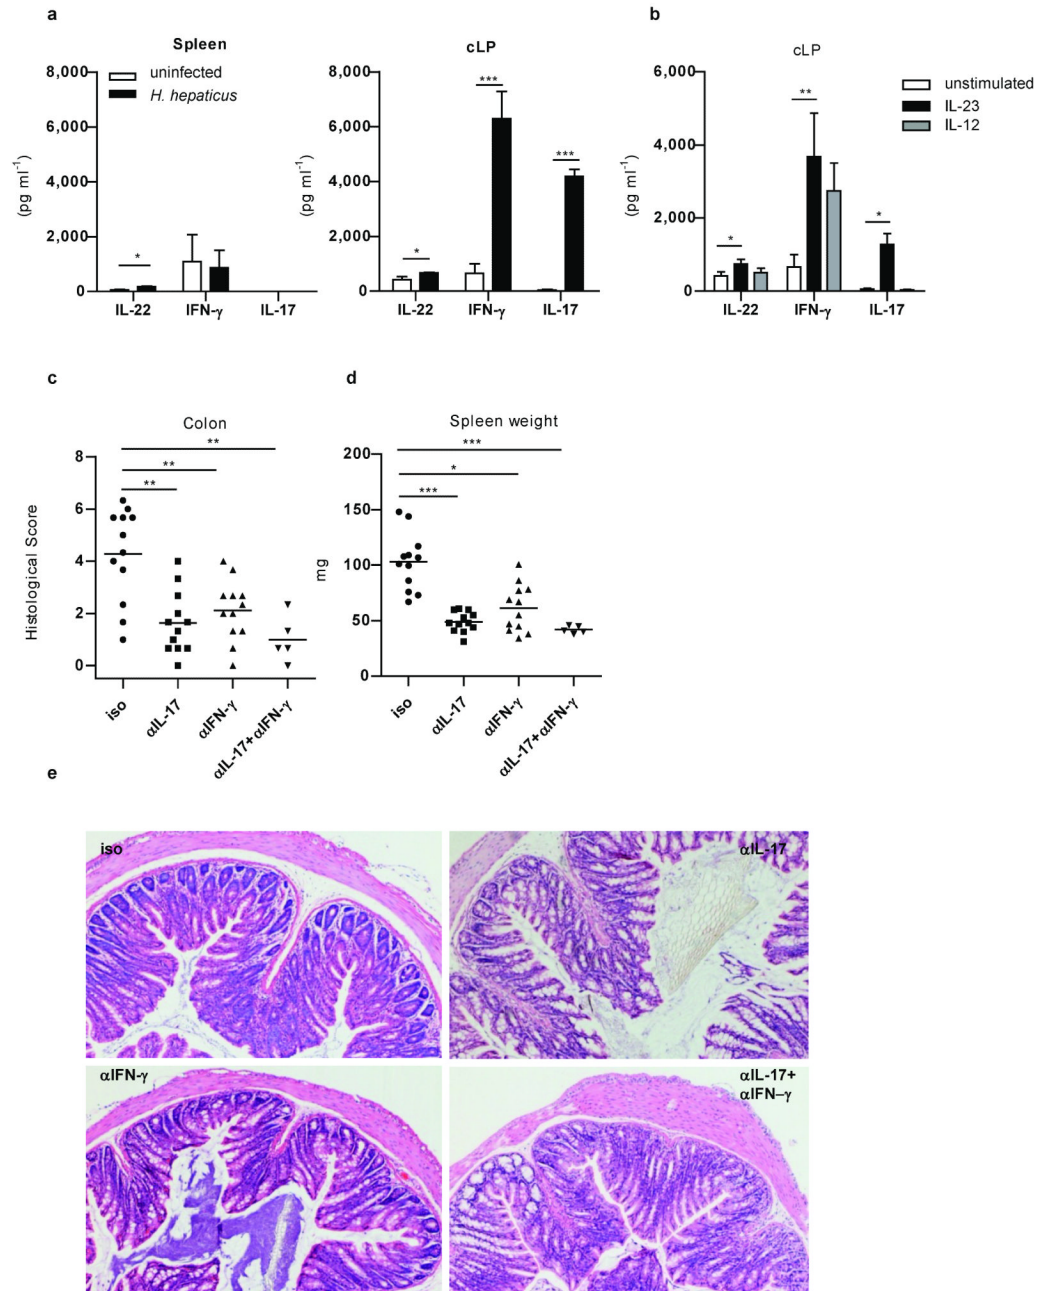 a
Spleen
8,000
6,000
4,000
2,000
0
(pg ml⁻¹)
uninfected
H. hepaticus
*
IL-22 IFN-γ IL-17
cLP
8,000
6,000
4,000
2,000
0
(pg ml⁻¹)
*
***
***
IL-22 IFN-γ IL-17
b
cLP
6,000
4,000
2,000
0
(pg ml⁻¹)
unstimulated
IL-23
IL-12
*
**
*
IL-22 IFN-γ IL-17
c
Colon
8
6
4
2
0
Histological Score
**
**
**
iso
αIL-17
αIFN-γ
αIL-17+αIFN-γ
d
Spleen weight
200
150
100
50
0
mg
***
*
***
iso
αIL-17
αIFN-γ
αIL-17+αIFN-γ
e
iso
αIL-17
αIFN-γ
αIL-17+
αIFN–γ